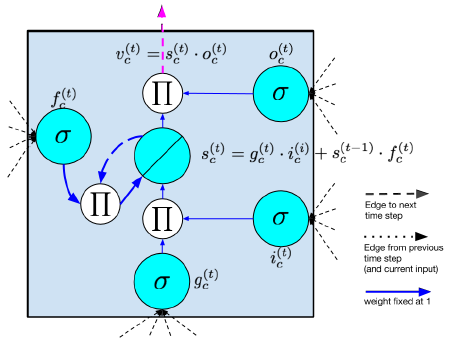 v_c^{(t)} = s_c^{(t)} · o_c^{(t)}
o_c^{(t)}
∏
σ
f_c^{(t)}
σ
s_c^{(t)} = g_c^{(t)} · i_c^{(i)} + s_c^{(t−1)} · f_c^{(t)}
∏
∏
σ
i_c^{(t)}
σ
g_c^{(t)}
Edge to next
time step
Edge from previous
time step
(and current input)
weight fixed at 1